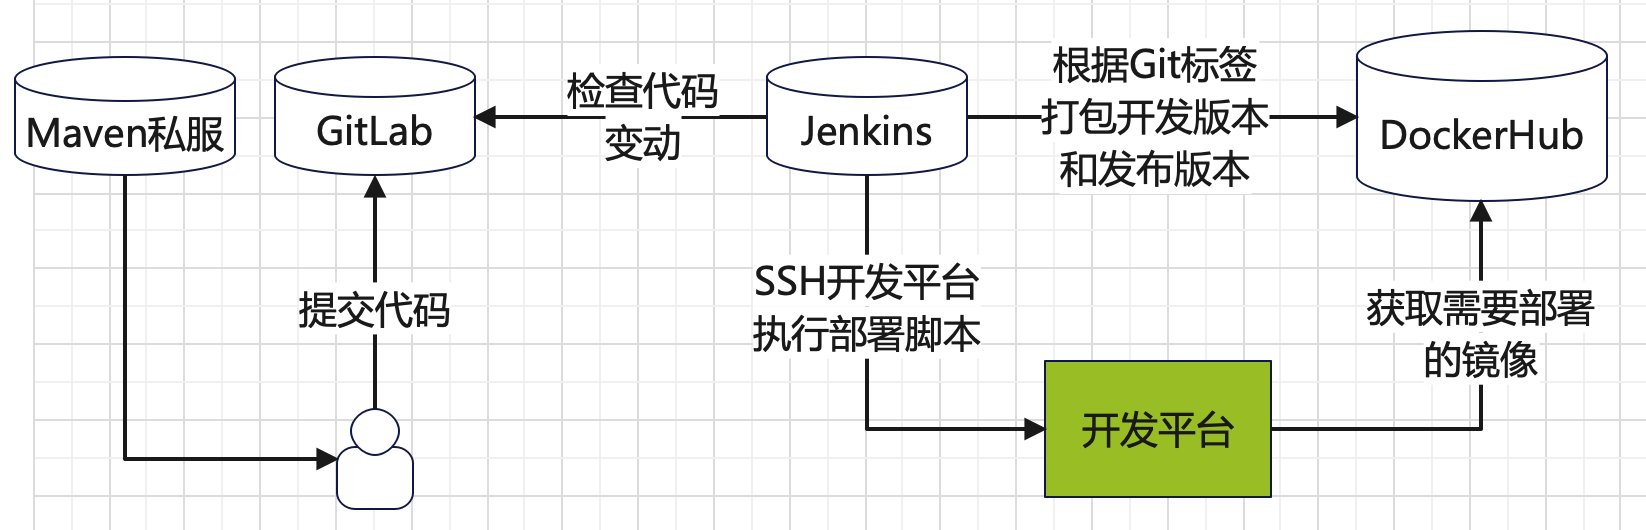 Maven私服
GitLab
检查代码
变动
Jenkins
根据Git标签
打包开发版本
和发布版本
DockerHub
提交代码
SSH开发平台
执行部署脚本
开发平台
获取需要部署
的镜像